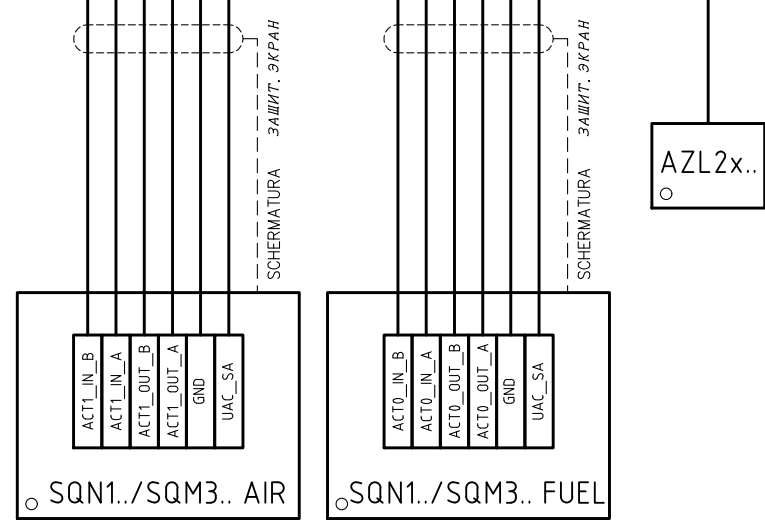 ЗАЩИТ. ЭКРАН
SCHERMATURA
ЗАЩИТ. ЭКРАН
SCHERMATURA
AZL2x..
ACT1_IN_B
ACT1_IN_A
ACT1_OUT_B
ACT1_OUT_A
GND
UAC_SA
SQN1../SQM3.. AIR
ACT0_IN_B
ACT0_IN_A
ACT0_OUT_B
ACT0_OUT_A
GND
UAC_SA
SQN1../SQM3.. FUEL